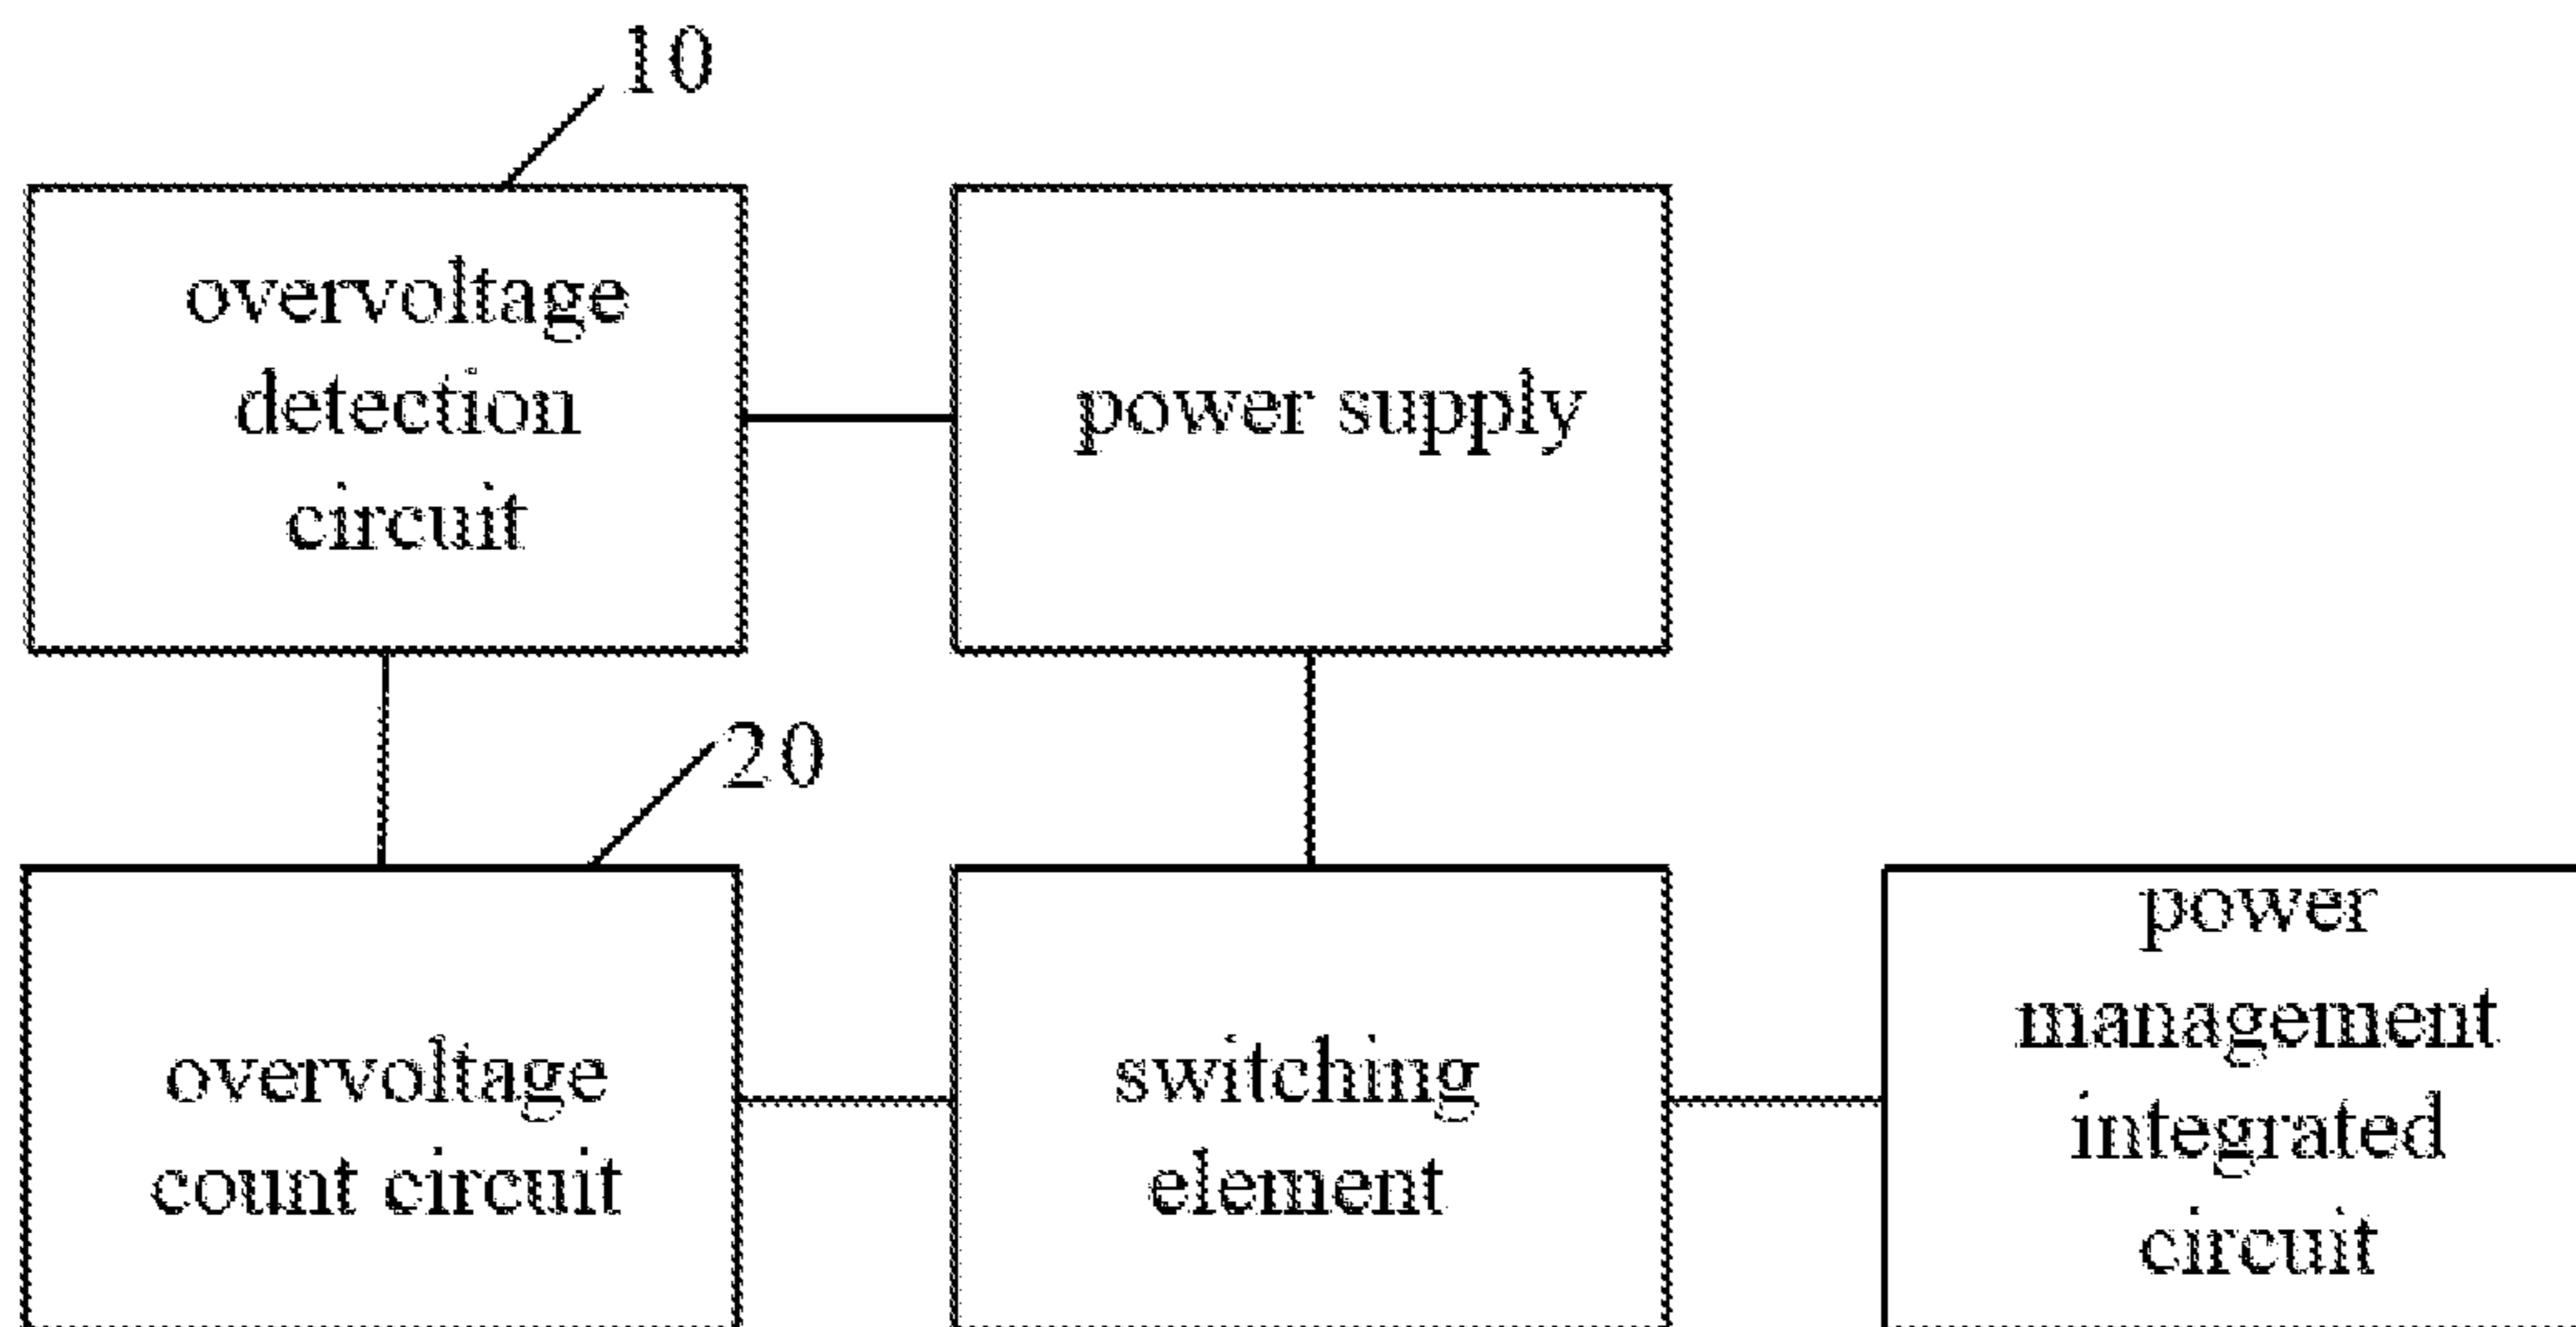 10
overvoltage
detection
circuit
power supply
20
overvoltage
count circuit
switching
element
power
management
integrated
circuit